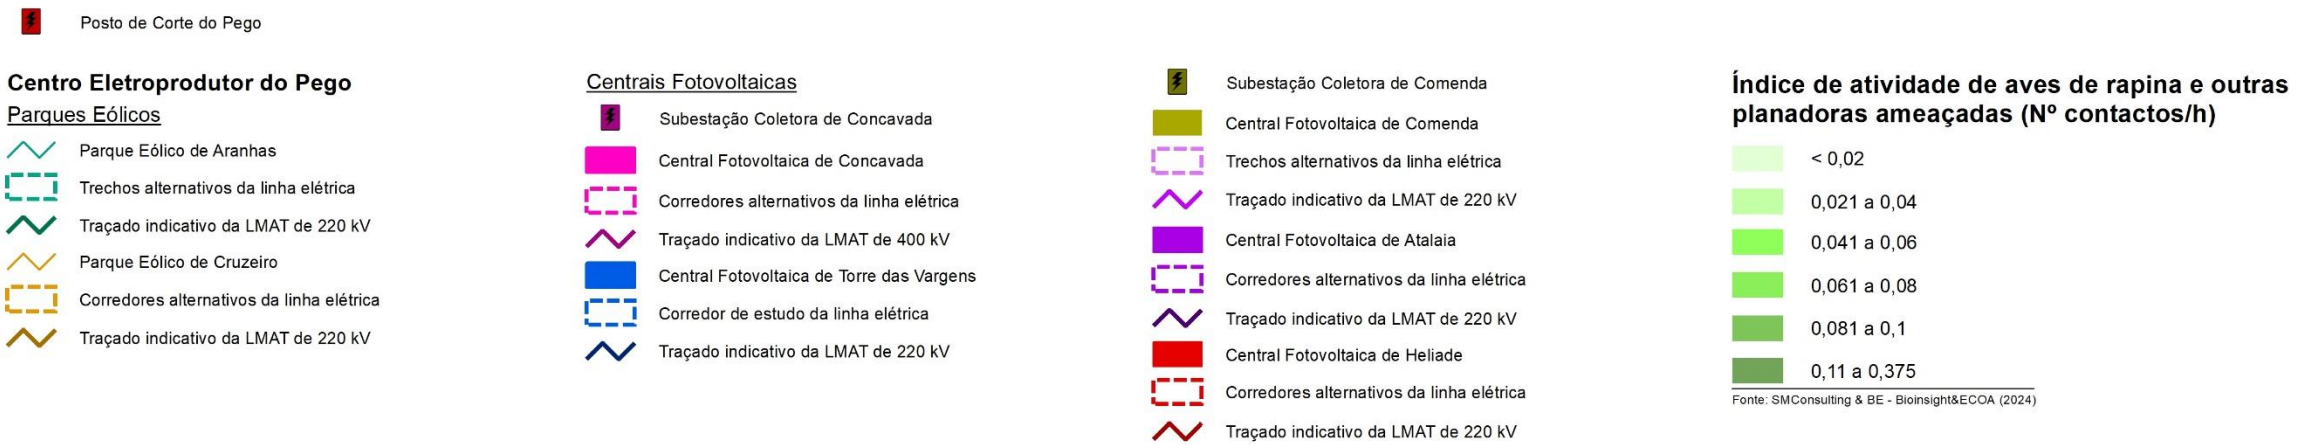 Posto de Corte do Pego
Centro Eletroprodutor do Pego
Parques Eólicos
Parque Eólico de Aranhas
Trechos alternativos da linha elétrica
Traçado indicativo da LMAT de 220 kV
Parque Eólico de Cruzeiro
Corredores alternativos da linha elétrica
Traçado indicativo da LMAT de 220 kV
Centrais Fotovoltaicas
Subestação Coletora de Concavada
Central Fotovoltaica de Concavada
Corredores alternativos da linha elétrica
Traçado indicativo da LMAT de 400 kV
Central Fotovoltaica de Torre das Vargens
Corredor de estudo da linha elétrica
Traçado indicativo da LMAT de 220 kV
Subestação Coletora de Comenda
Central Fotovoltaica de Comenda
Trechos alternativos da linha elétrica
Traçado indicativo da LMAT de 220 kV
Central Fotovoltaica de Atalaia
Corredores alternativos da linha elétrica
Traçado indicativo da LMAT de 220 kV
Central Fotovoltaica de Heliade
Corredores alternativos da linha elétrica
Traçado indicativo da LMAT de 220 kV
Índice de atividade de aves de rapina e outras
planadoras ameaçadas (Nº contactos/h)
< 0,02
0,021 a 0,04
0,041 a 0,06
0,061 a 0,08
0,081 a 0,1
0,11 a 0,375
Fonte: SMConsulting & BE - Bioinsight&ECOA (2024)